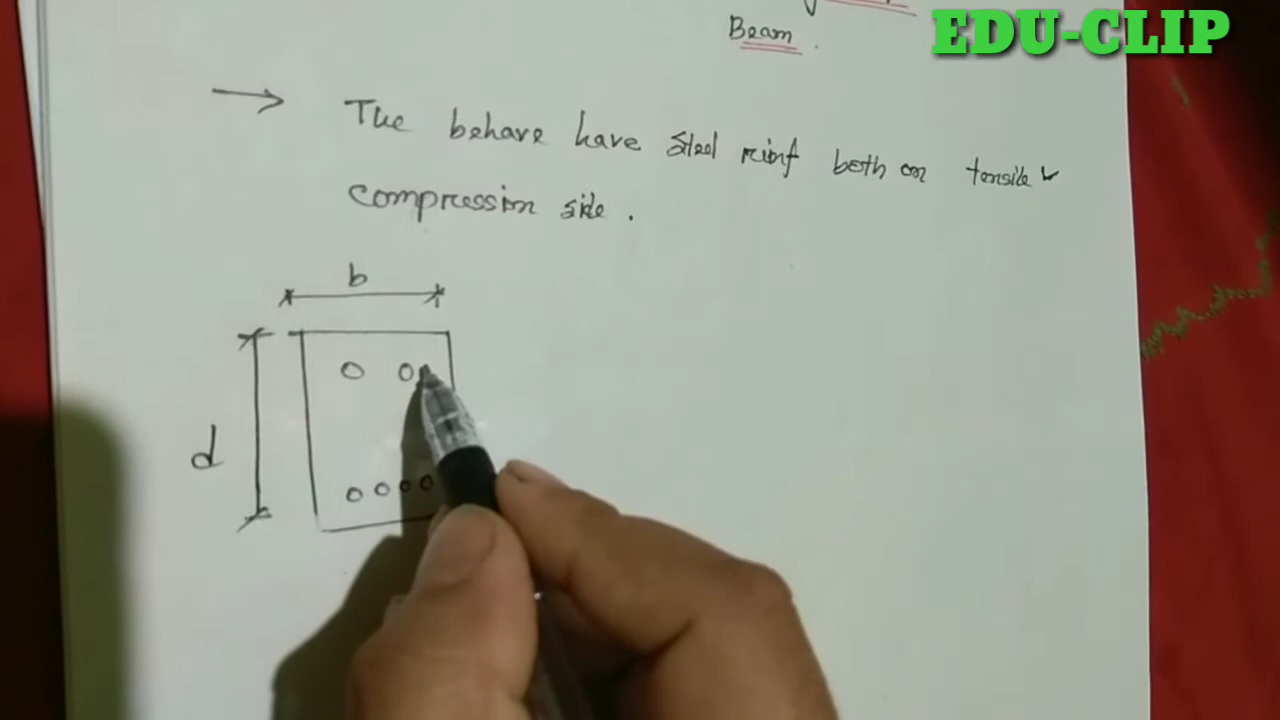 EDU-CLIP
Beam.
The behave have steel reinf both on tensile
compression side.
b
d